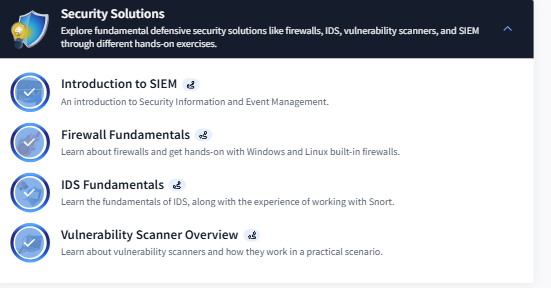 Security Solutions
Explore fundamental defensive security solutions like firewalls, IDS, vulnerability scanners, and SIEM
through different hands-on exercises.
Introduction to SIEM
An introduction to Security Information and Event Management.
Firewall Fundamentals
Learn about firewalls and get hands-on with Windows and Linux built-in firewalls.
IDS Fundamentals
Learn the fundamentals of IDS, along with the experience of working with Snort.
Vulnerability Scanner Overview
Learn about vulnerability scanners and how they work in a practical scenario.